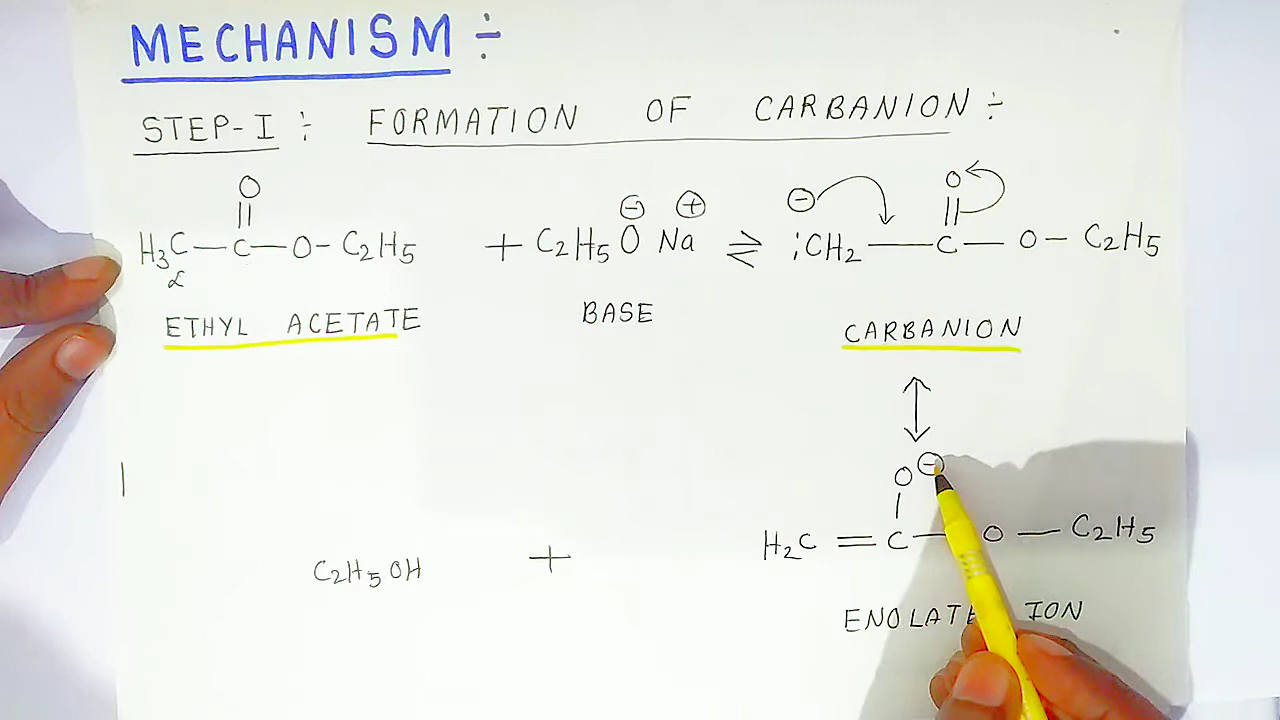 MECHANISM ÷
STEP-I : FORMATION OF CARBANION ÷
O
||
H3C — C — O – C2H5 + C2H5 O ⊖ Na ⊕ ⇌ ⊖ :CH2 — C — O – C2H5
α
O
||
ETHYL ACETATE
BASE
CARBANION
↕
O ⊖
|
H2C = C — O — C2H5
C2H5OH +
ENOLATE ION